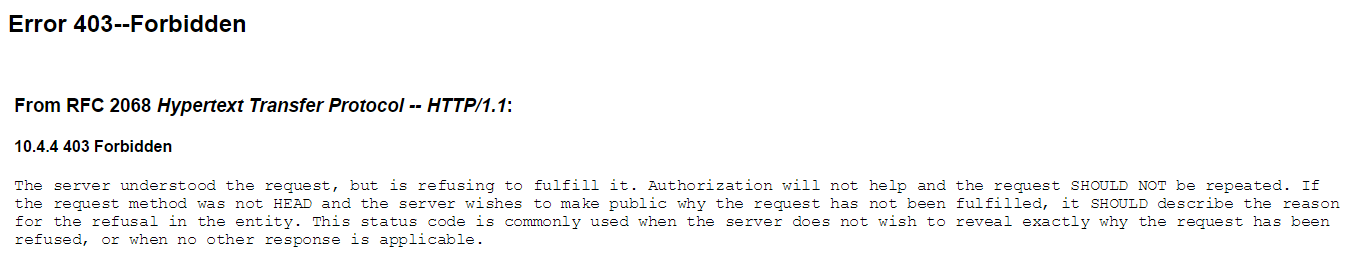 Error 403--Forbidden
From RFC 2068 Hypertext Transfer Protocol -- HTTP/1.1:
10.4.4 403 Forbidden
The server understood the request, but is refusing to fulfill it. Authorization will not help and the request SHOULD NOT be repeated. If
the request method was not HEAD and the server wishes to make public why the request has not been fulfilled, it SHOULD describe the reason
for the refusal in the entity. This status code is commonly used when the server does not wish to reveal exactly why the request has been
refused, or when no other response is applicable.